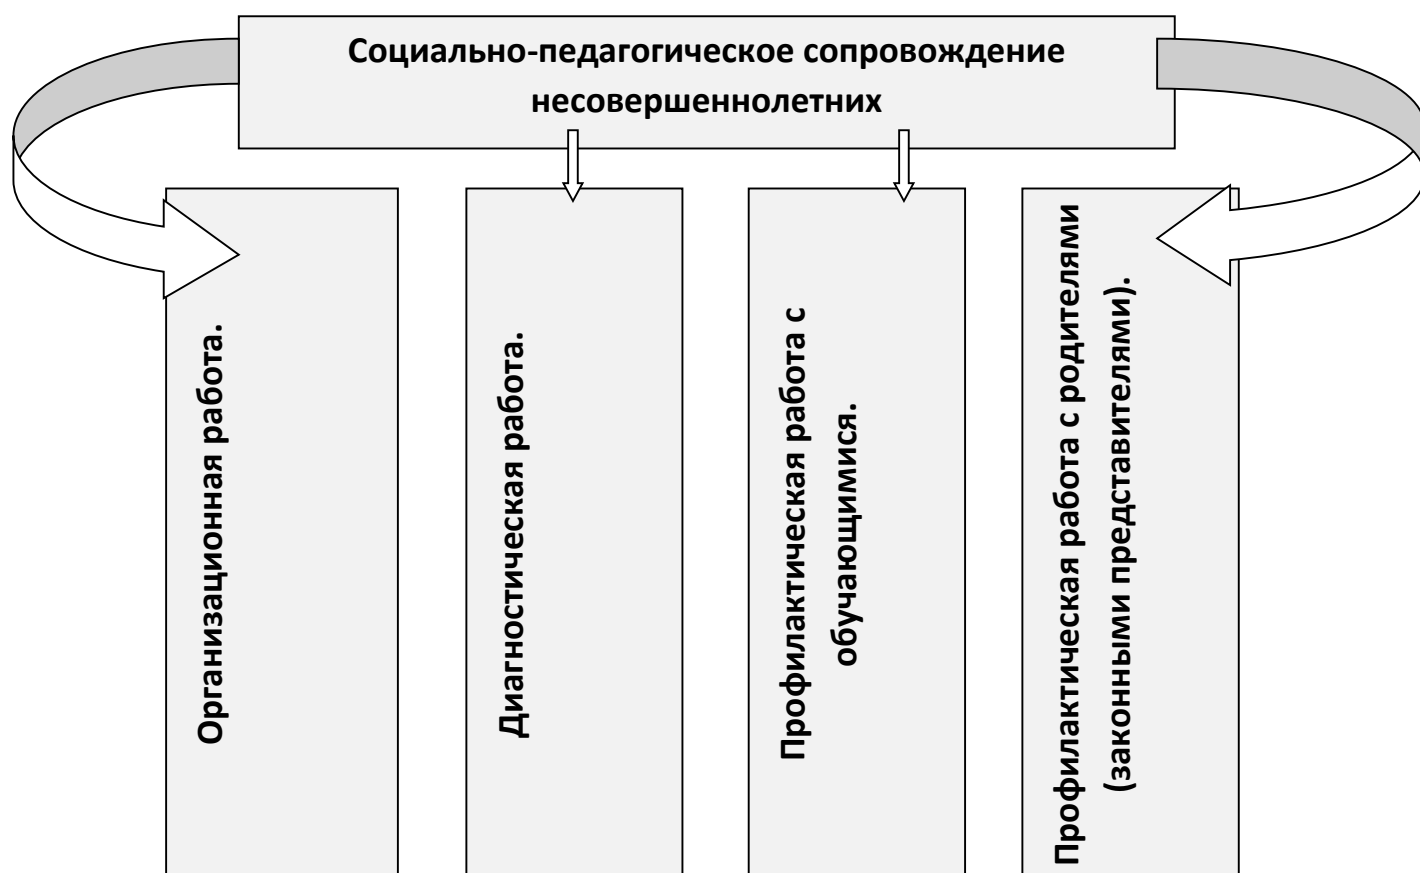 Социально-педагогическое сопровождение
несовершеннолетних
Организационная работа.
Диагностическая работа.
Профилактическая работа с
обучающимися.
Профилактическая работа с родителями
(законными представителями).